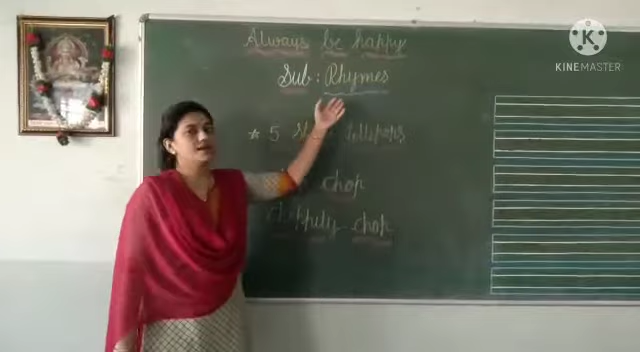 Always be happy
Sub: Rhymes
* 5 lollipops
chop
chop
KINEMASTER